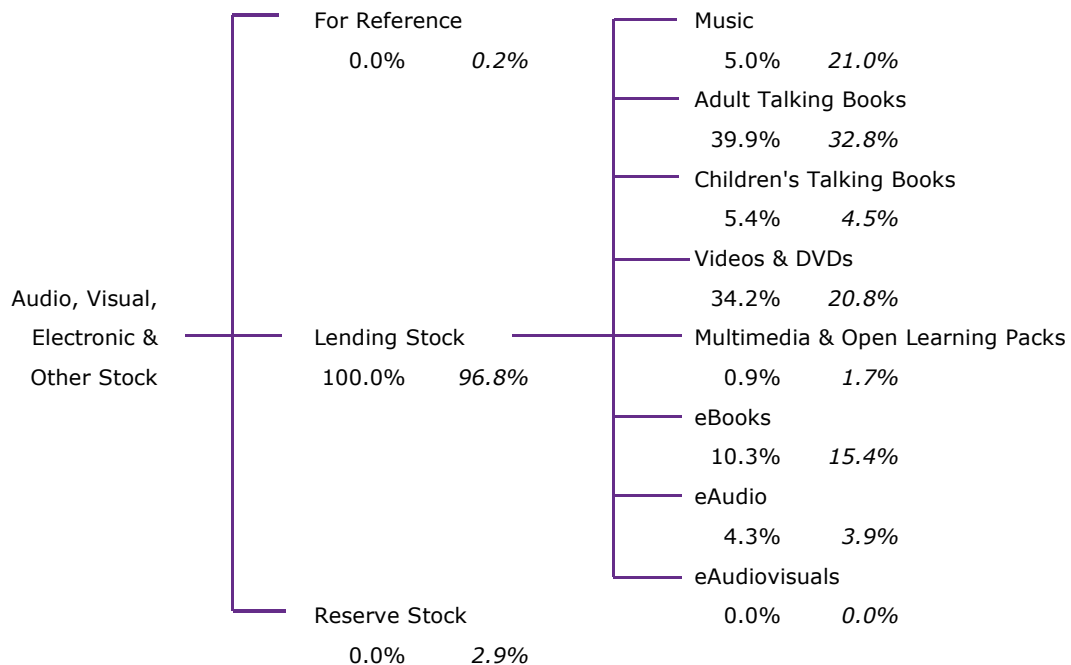 Audio, Visual,
Electronic &
Other Stock
For Reference
0.0% 0.2%
Lending Stock
100.0% 96.8%
Reserve Stock
0.0% 2.9%
Music
5.0% 21.0%
Adult Talking Books
39.9% 32.8%
Children's Talking Books
5.4% 4.5%
Videos & DVDs
34.2% 20.8%
Multimedia & Open Learning Packs
0.9% 1.7%
eBooks
10.3% 15.4%
eAudio
4.3% 3.9%
eAudiovisuals
0.0% 0.0%